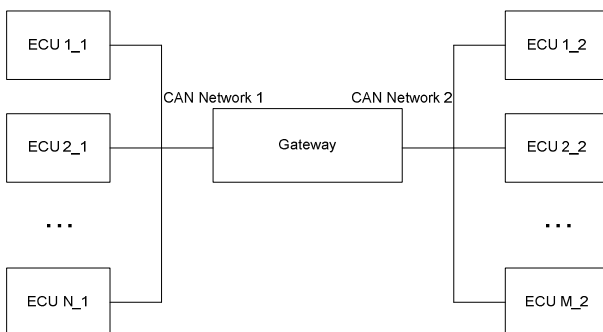 ECU 1_1
ECU 1_2
CAN Network 1
CAN Network 2
ECU 2_1
Gateway
ECU 2_2
...
...
ECU N_1
ECU M_2